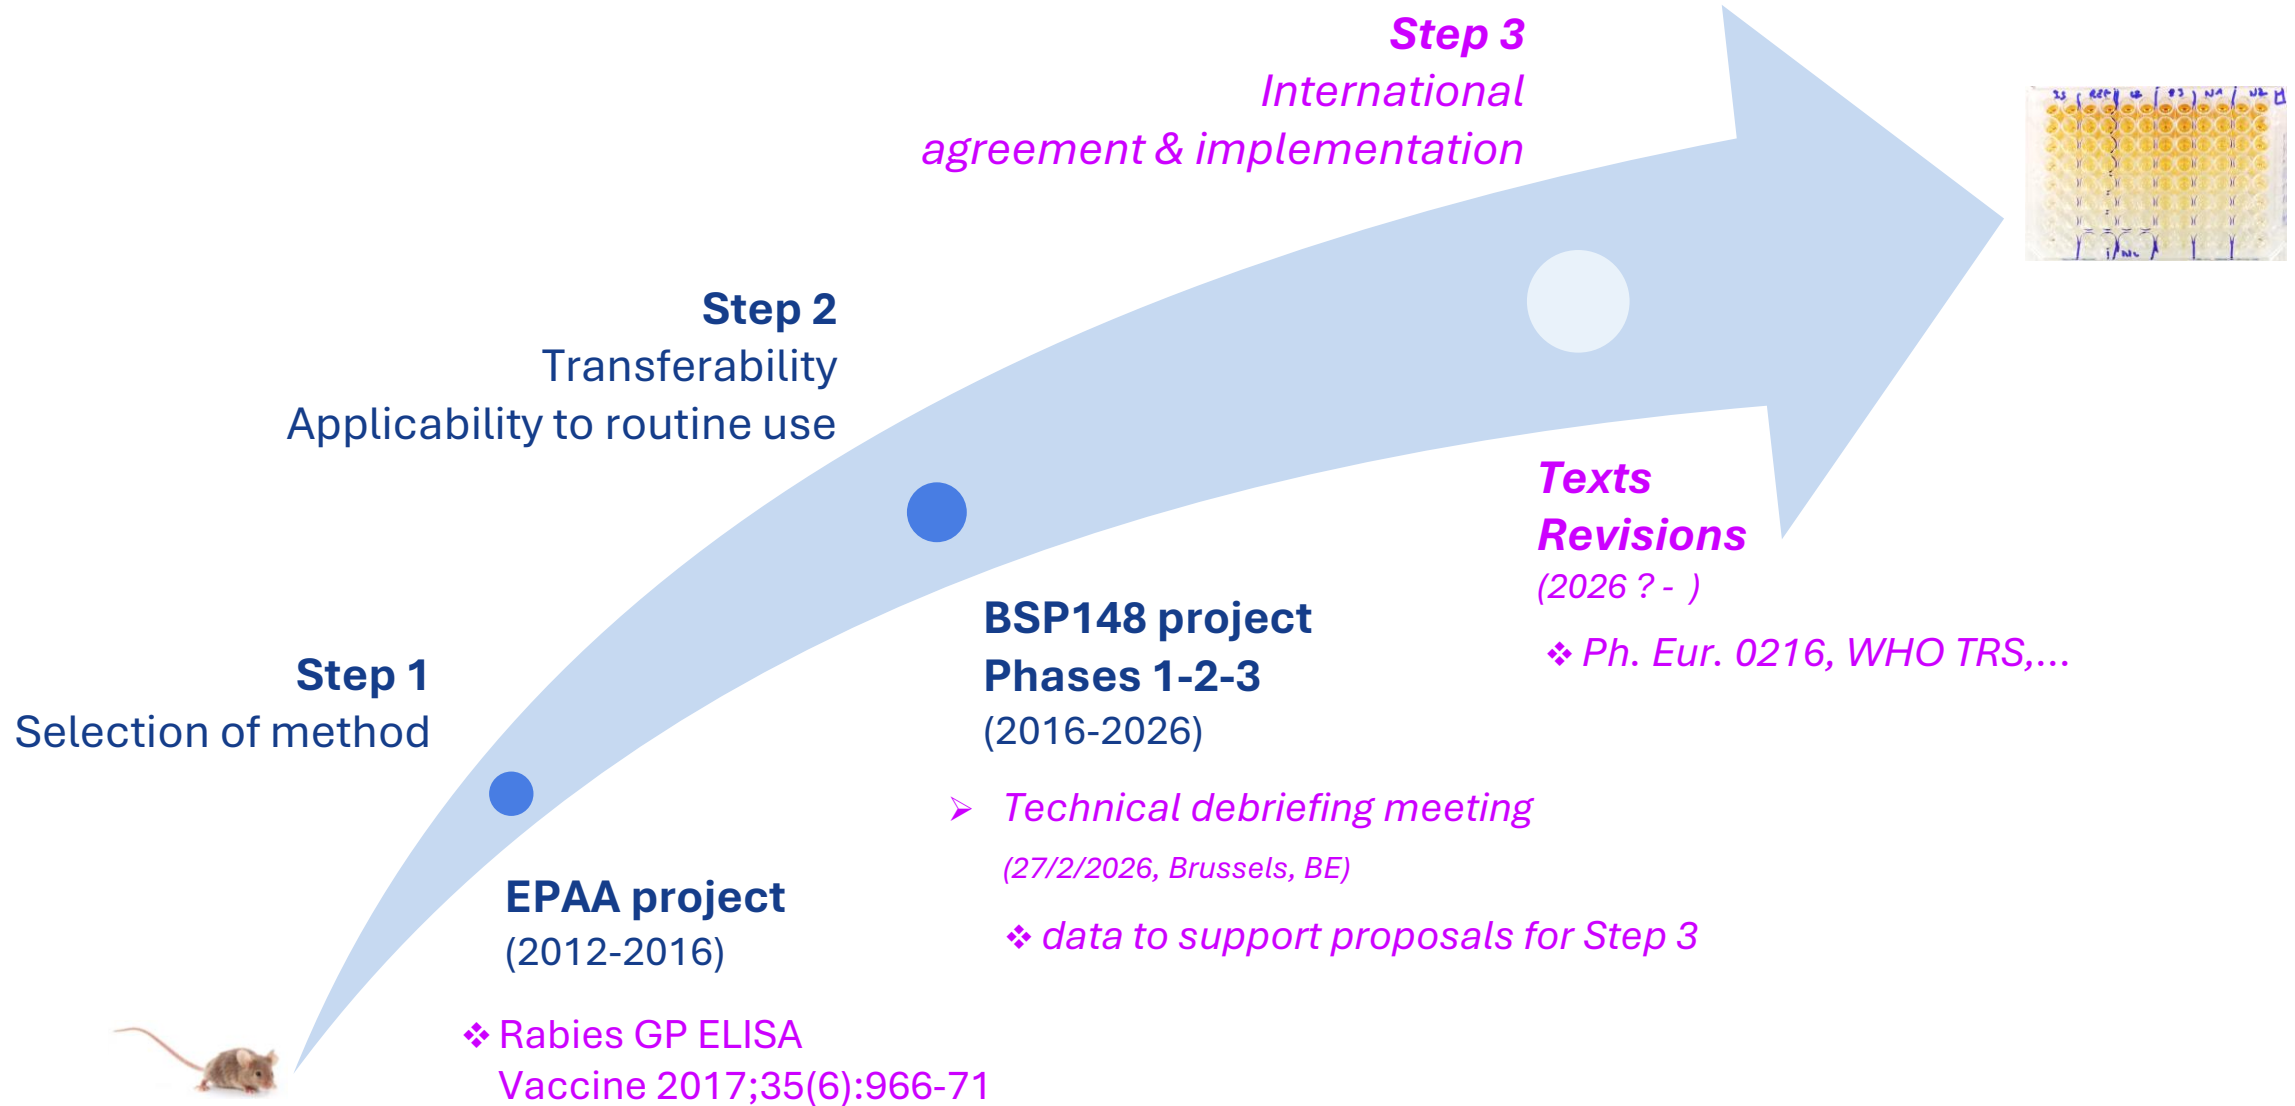 Step 3
International
agreement & implementation
Step 2
Transferability
Applicability to routine use
Step 1
Selection of method
Texts
Revisions
(2026 ? - )
❖ Ph. Eur. 0216, WHO TRS,...
BSP148 project
Phases 1-2-3
(2016-2026)
➢ Technical debriefing meeting
(27/2/2026, Brussels, BE)
❖ data to support proposals for Step 3
EPAA project
(2012-2016)
❖ Rabies GP ELISA
Vaccine 2017;35(6):966-71